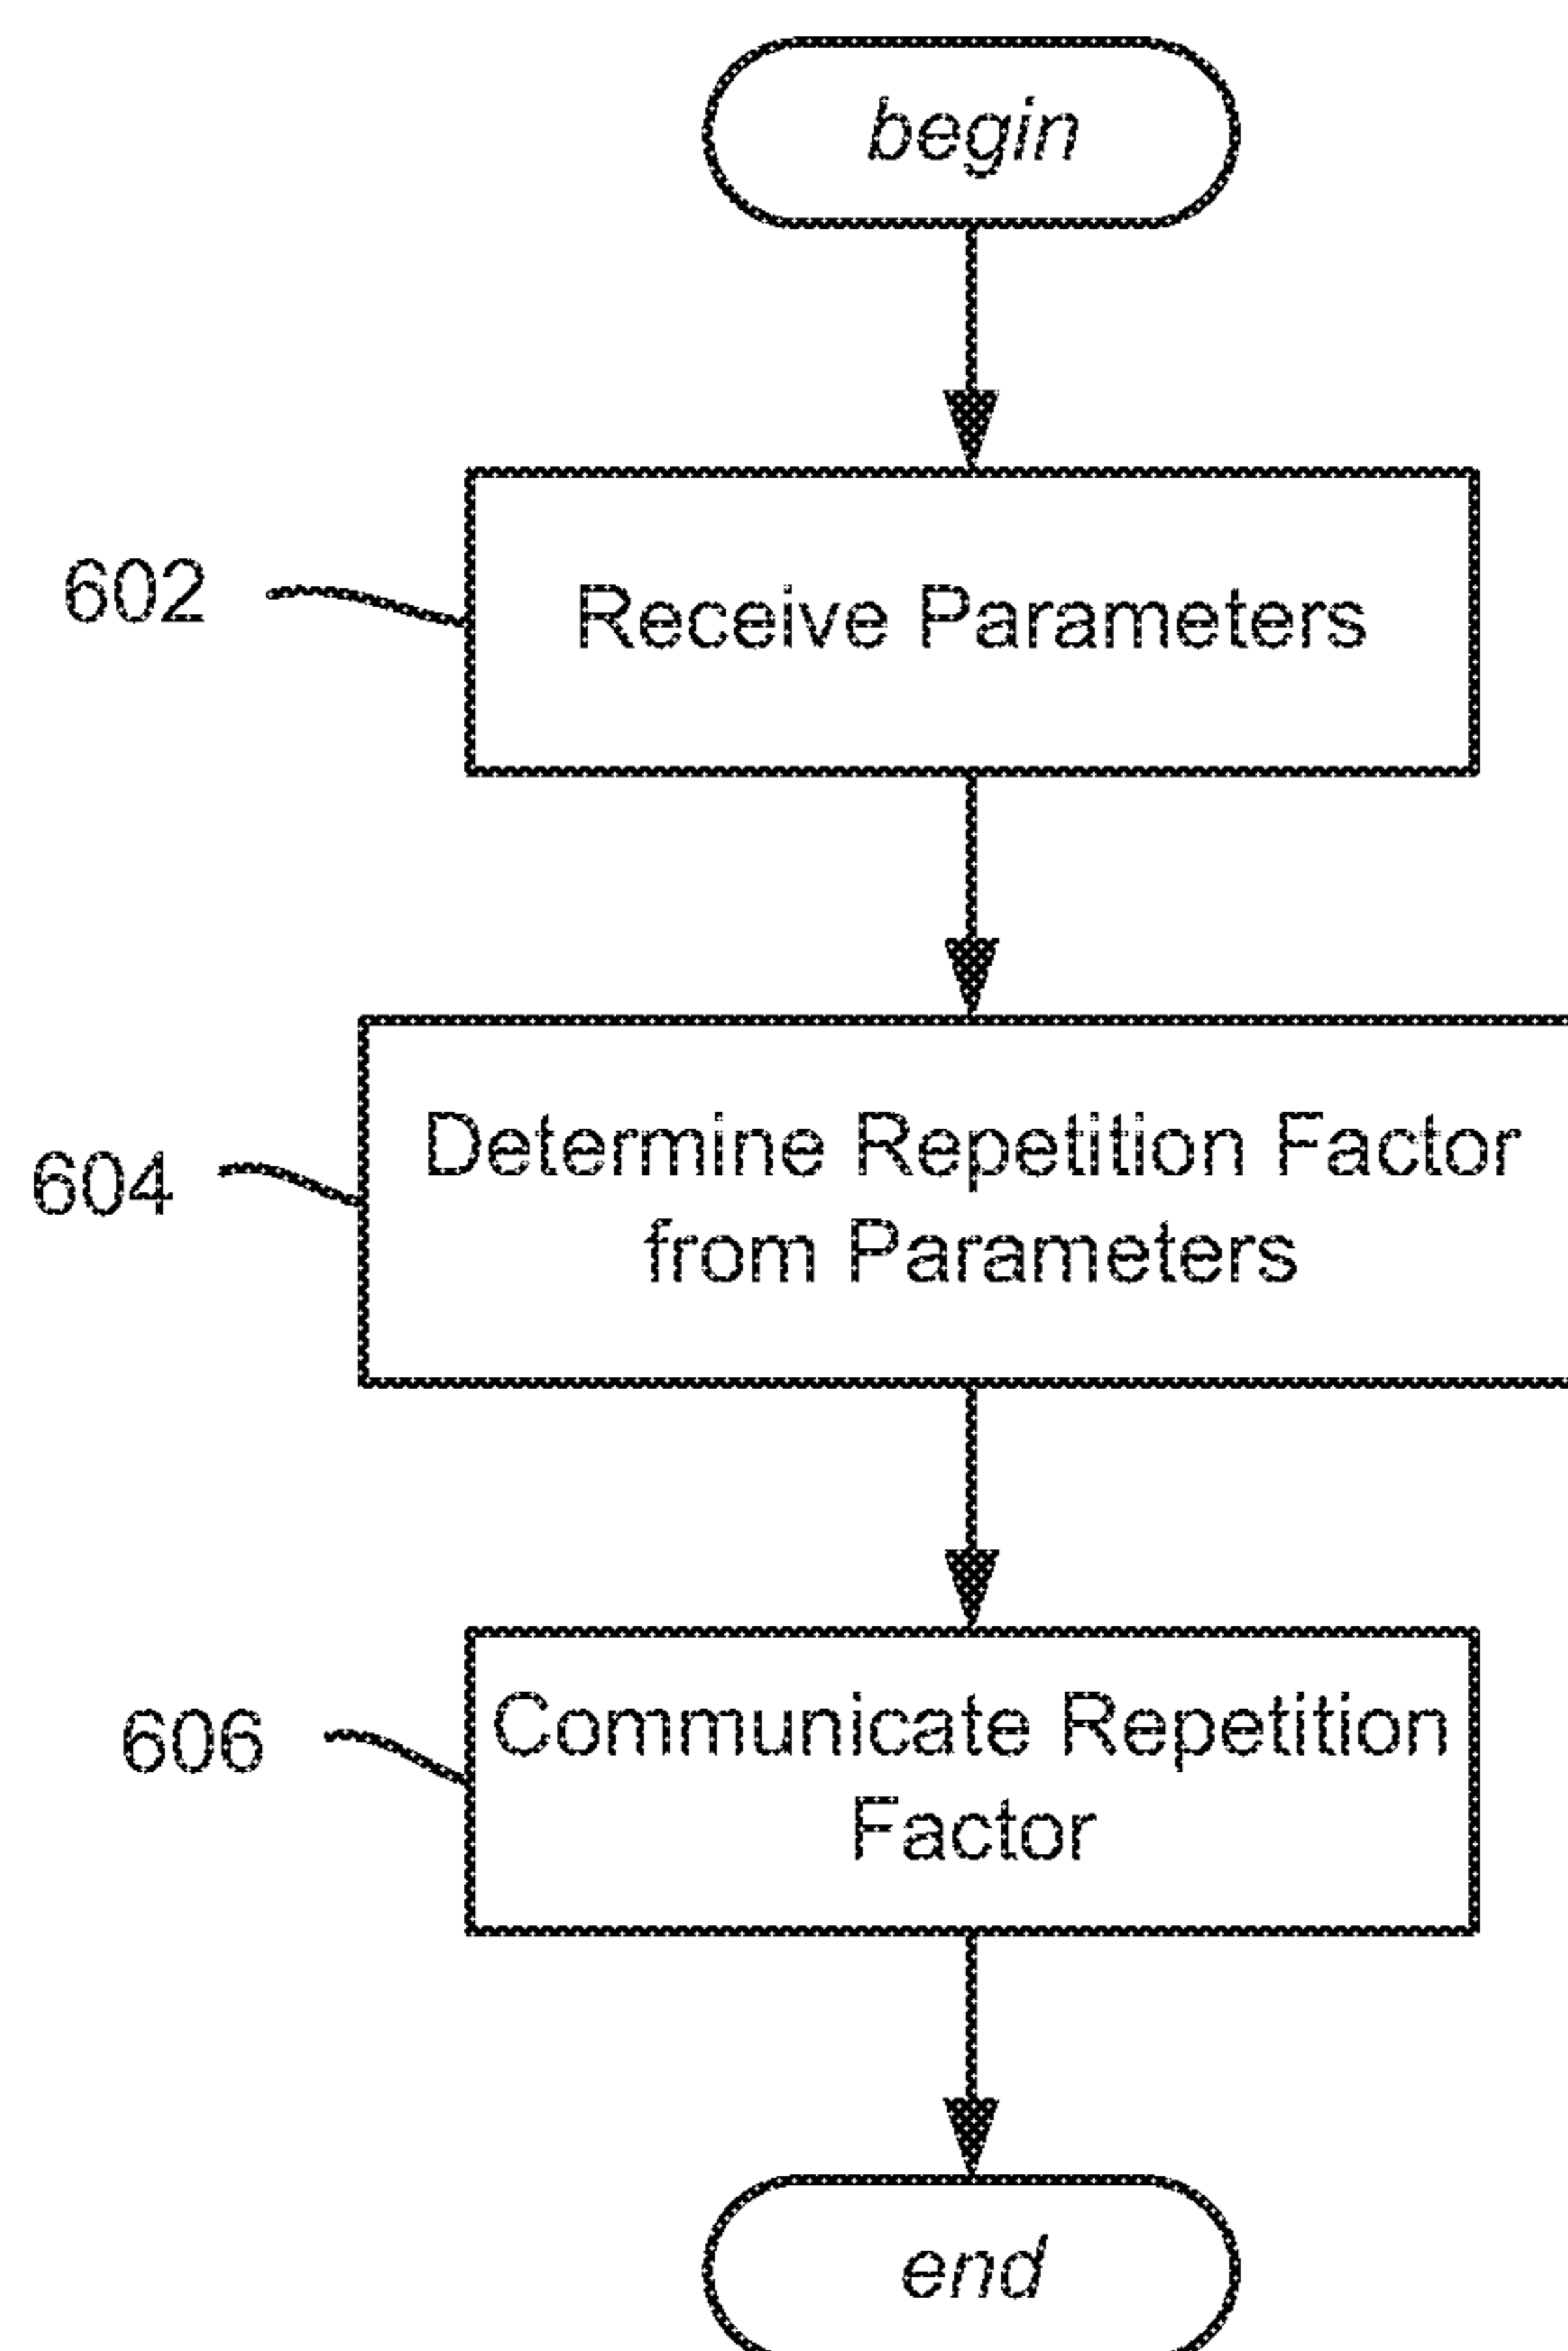 begin
602
Receive Parameters
604
Determine Repetition Factor
from Parameters
606
Communicate Repetition
Factor
end